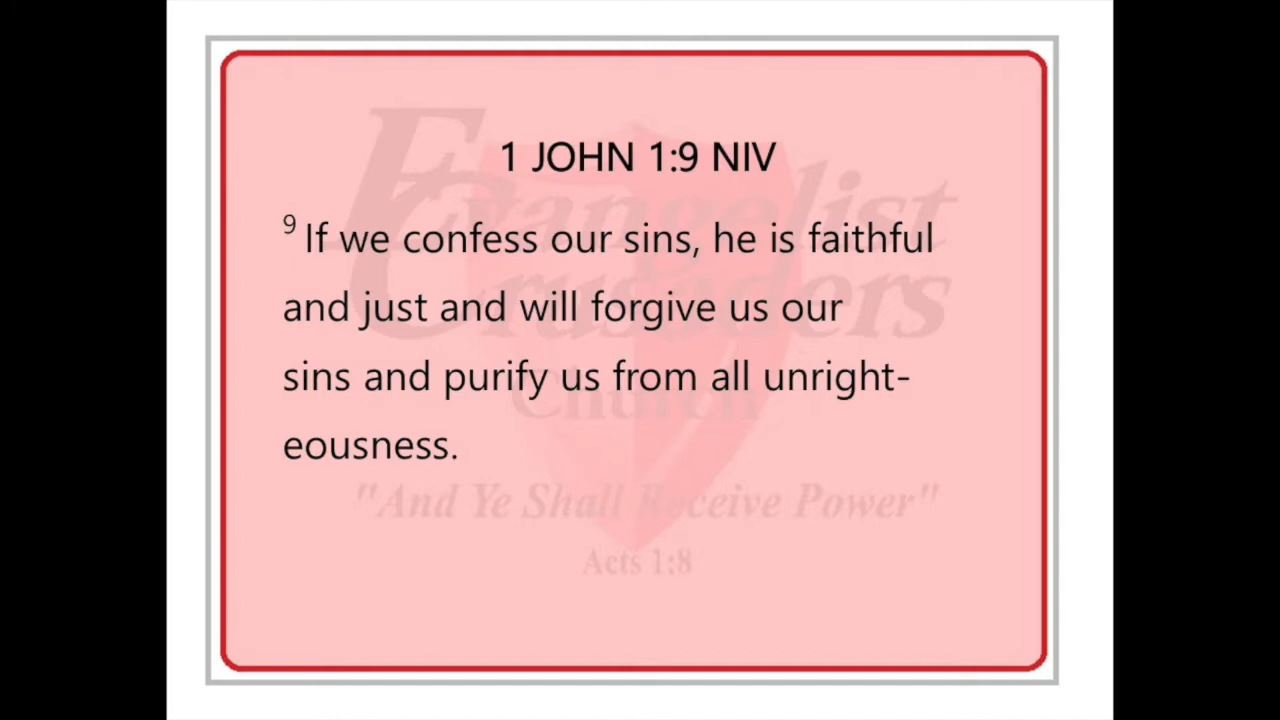 1 JOHN 1:9 NIV
9 If we confess our sins, he is faithful
and just and will forgive us our
sins and purify us from all unright-
eousness.
Evangelist
Crusaders
Church
"And Ye Shall Receive Power"
Acts 1:8